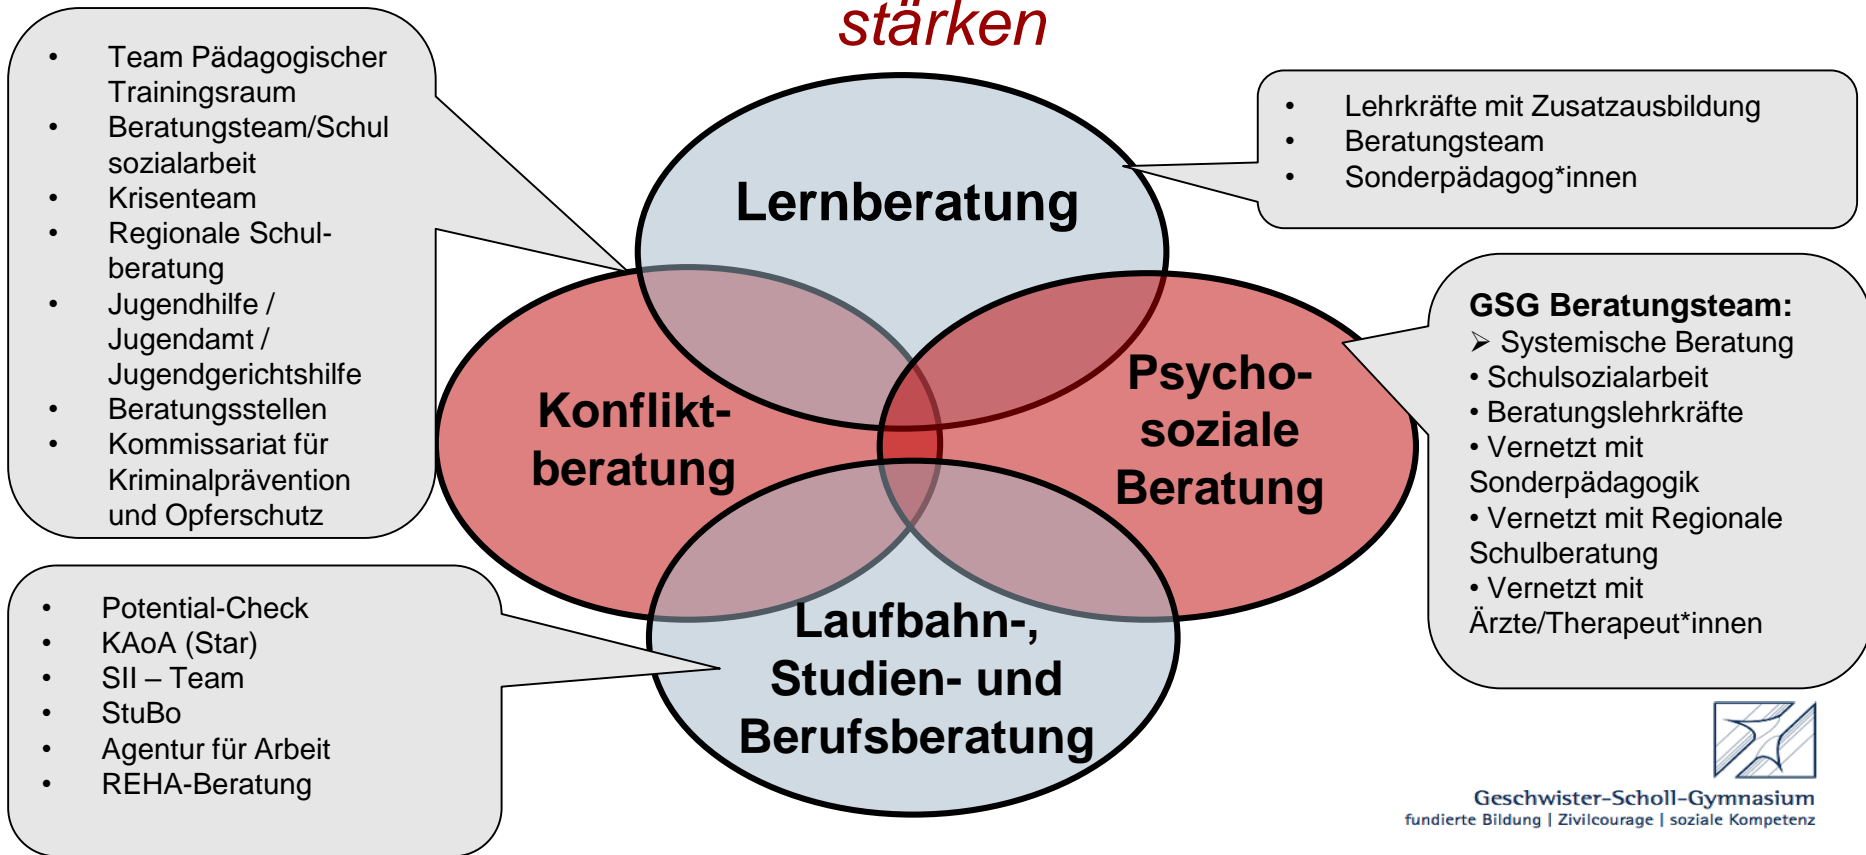 stärken
• Team Pädagogischer
Trainingsraum
• Beratungsteam/Schul
sozialarbeit
• Krisenteam
• Regionale Schul-
beratung
• Jugendhilfe /
Jugendamt /
Jugendgerichtshilfe
• Beratungsstellen
• Kommissariat für
Kriminalprävention
und Opferschutz
Lernberatung
• Lehrkräfte mit Zusatzausbildung
• Beratungsteam
• Sonderpädagog*innen
Konflikt-
beratung
Psycho-
soziale
Beratung
GSG Beratungsteam:
➢ Systemische Beratung
• Schulsozialarbeit
• Beratungslehrkräfte
• Vernetzt mit
Sonderpädagogik
• Vernetzt mit Regionale
Schulberatung
• Vernetzt mit
Ärzte/Therapeut*innen
• Potential-Check
• KAoA (Star)
• SII – Team
• StuBo
• Agentur für Arbeit
• REHA-Beratung
Laufbahn-,
Studien- und
Berufsberatung
Geschwister-Scholl-Gymnasium
fundierte Bildung | Zivilcourage | soziale Kompetenz